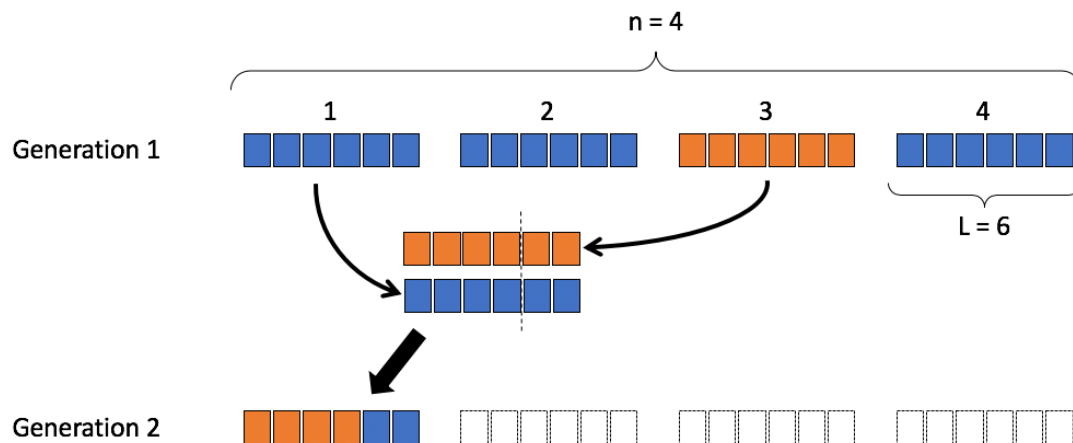 n = 4
1 2 3 4
Generation 1
L = 6
Generation 2